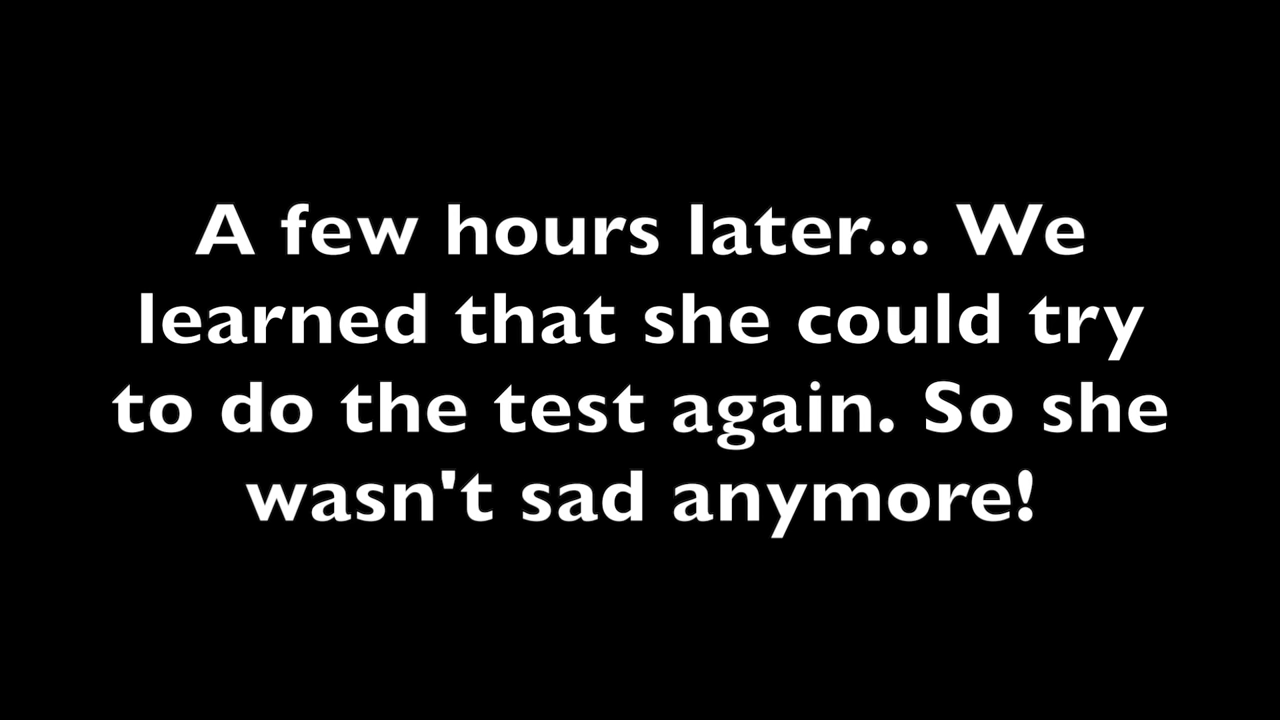 A few hours later... We
learned that she could try
to do the test again. So she
wasn't sad anymore!